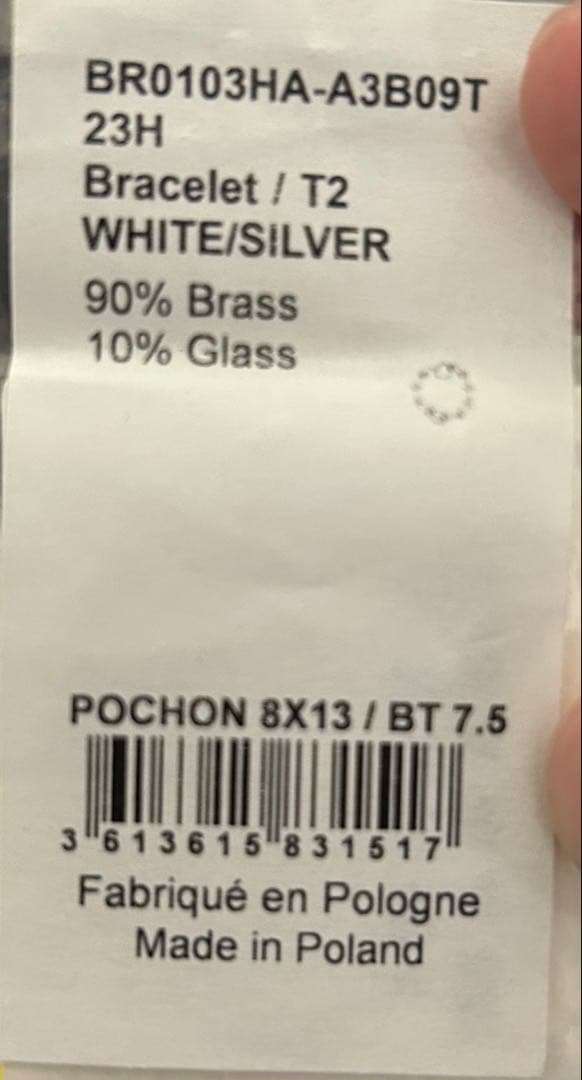 BR0103HA-A3B09T
23H
Bracelet / T2
WHITE/SILVER
90% Brass
10% Glass
POCHON 8X13 / BT 7.5
3 613615 831517
Fabriqué en Pologne
Made in Poland